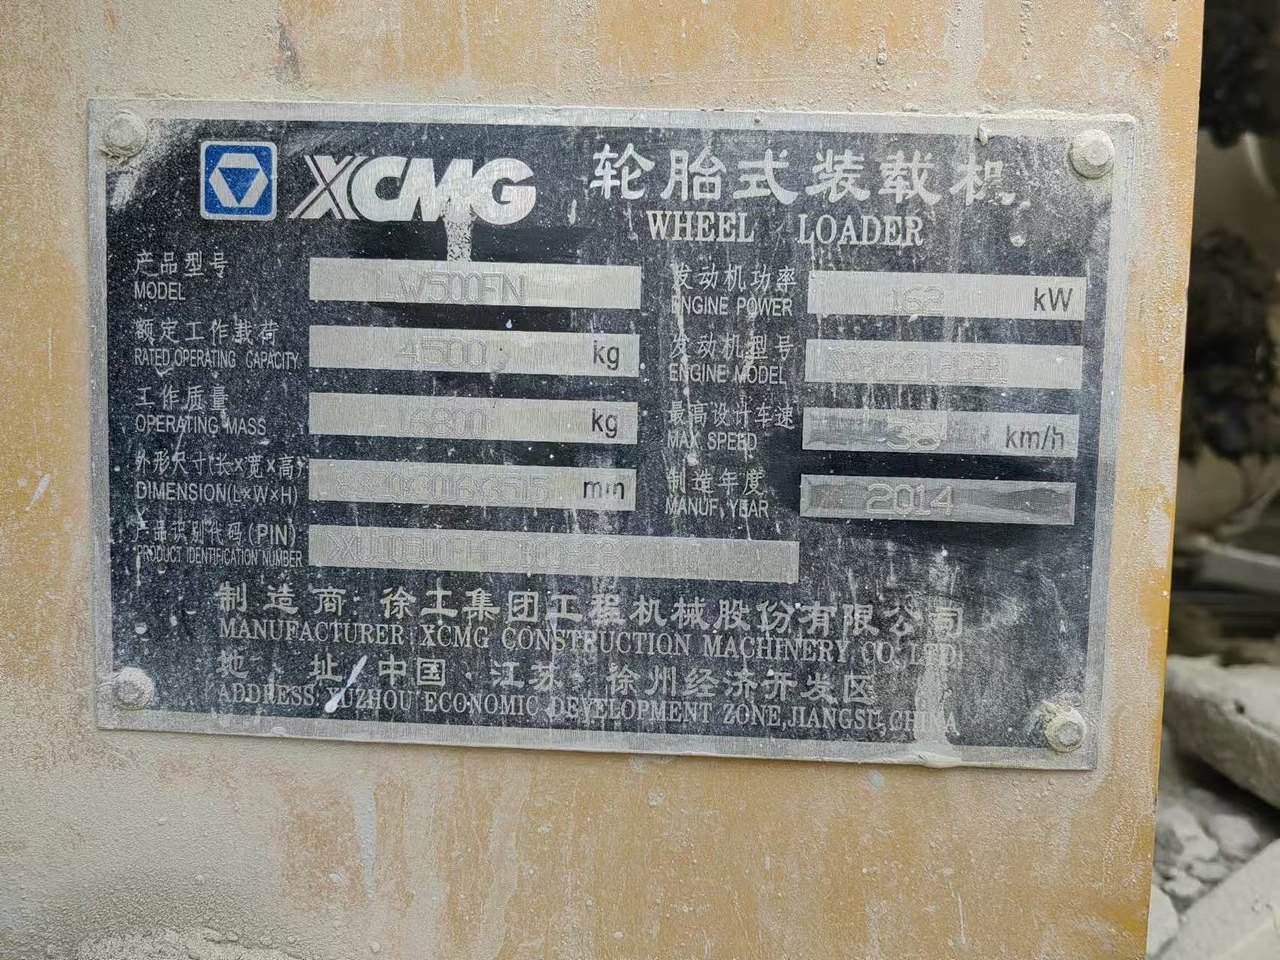 XCMG 轮胎式装载机
WHEEL LOADER
产品型号 LW500FN
MODEL
额定工作载荷 4500 kg
RATED OPERATING CAPACITY
工作质量 16800 kg
OPERATING MASS
外形尺寸(长×宽×高) mm
DIMENSION(L×W×H)
产品识别代码(PIN)
PRODUCT IDENTIFICATION NUMBER
发动机功率 162 kW
ENGINE POWER
发动机型号
ENGINE MODEL
最高设计车速 38 km/h
MAX SPEED
制造年度 2014
MANUF, YEAR
制造商:徐工集团工程机械股份有限公司
MANUFACTURER:XCMG CONSTRUCTION MACHINERY CO.,LTD.
地址:中国·江苏·徐州经济开发区
ADDRESS:XUZHOU ECONOMIC DEVELOPMENT ZONE,JIANGSU,CHINA